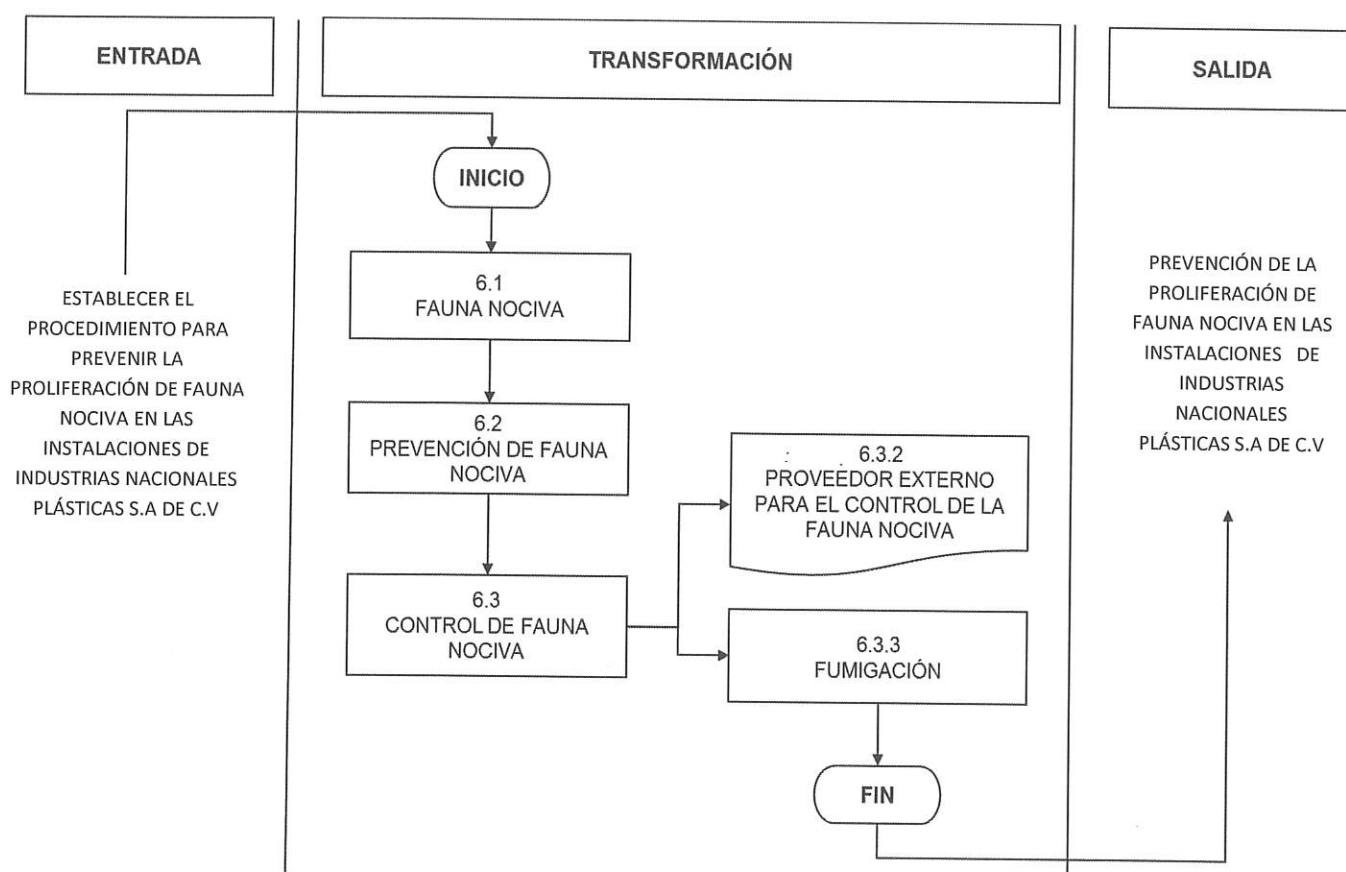 ENTRADA
TRANSFORMACIÓN
SALIDA
INICIO
6.1
FAUNA NOCIVA
ESTABLECER EL
PROCEDIMIENTO PARA
PREVENIR LA
PROLIFERACIÓN DE FAUNA
NOCIVA EN LAS
INSTALACIONES DE
INDUSTRIAS NACIONALES
PLÁSTICAS S.A DE C.V
6.2
PREVENCIÓN DE FAUNA
NOCIVA
6.3
CONTROL DE FAUNA
NOCIVA
6.3.2
PROVEEDOR EXTERNO
PARA EL CONTROL DE LA
FAUNA NOCIVA
6.3.3
FUMIGACIÓN
FIN
PREVENCIÓN DE LA
PROLIFERACIÓN DE
FAUNA NOCIVA EN LAS
INSTALACIONES DE
INDUSTRIAS
NACIONALES
PLÁSTICAS S.A DE C.V